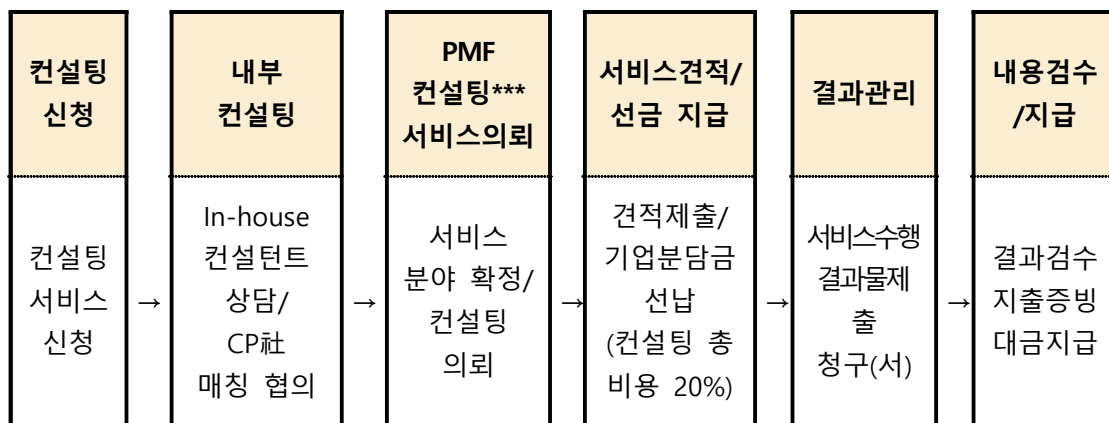 컨설팅
신청
내부
컨설팅
PMF
컨설팅***
서비스의뢰
서비스견적/
선금 지급
결과관리
내용검수
/지급
컨설팅
서비스
신청
→
In-house
컨설턴트
상담/
CP社
매칭 협의
→
서비스
분야 확정/
컨설팅
의뢰
→
견적제출/
기업분담금
선납
(컨설팅 총
비용 20%)
→
서비스수행
결과물제
출
청구(서)
→
결과검수
지출증빙
대금지급